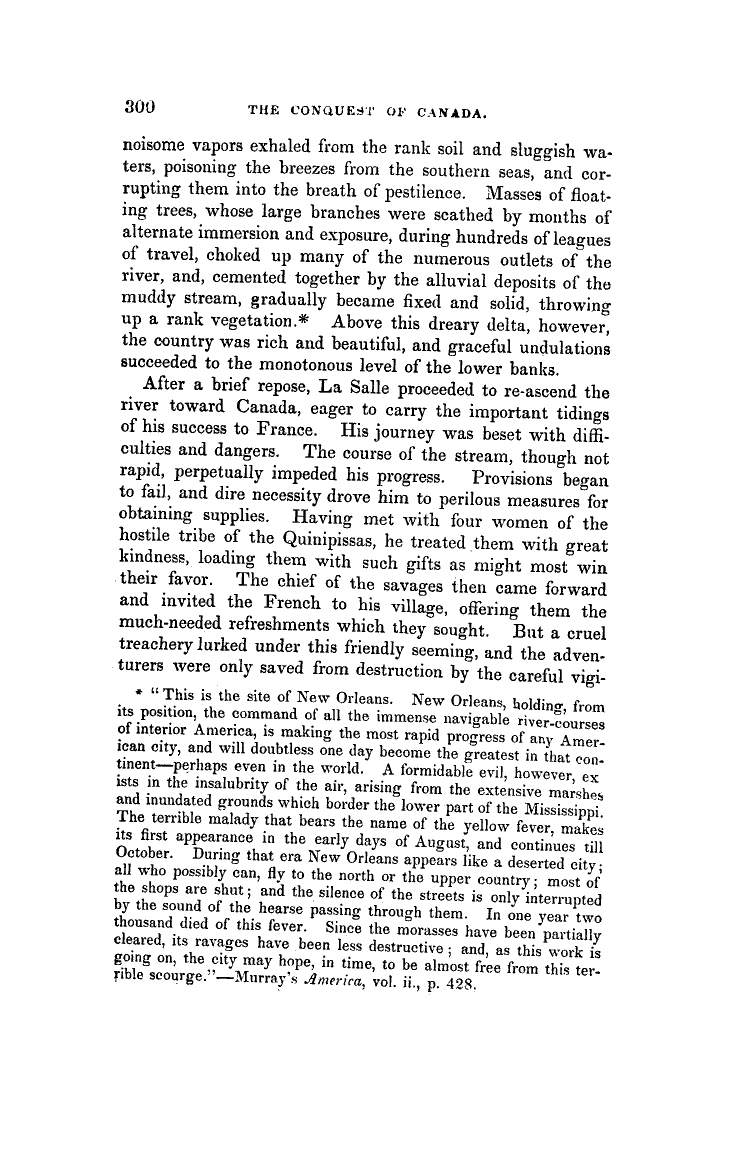 300 THE CONQUEST OF CANADA.
noisome vapors exhaled from the rank soil and sluggish wa-
ters, poisoning the breezes from the southern seas, and cor-
rupting them into the breath of pestilence. Masses of float-
ing trees, whose large branches were scathed by months of
alternate immersion and exposure, during hundreds of leagues
of travel, choked up many of the numerous outlets of the
river, and, cemented together by the alluvial deposits of the
muddy stream, gradually became fixed and solid, throwing
up a rank vegetation.* Above this dreary delta, however,
the country was rich and beautiful, and graceful undulations
succeeded to the monotonous level of the lower banks.
After a brief repose, La Salle proceeded to re-ascend the
river toward Canada, eager to carry the important tidings
of his success to France. His journey was beset with diffi-
culties and dangers. The course of the stream, though not
rapid, perpetually impeded his progress. Provisions began
to fail, and dire necessity drove him to perilous measures for
obtaining supplies. Having met with four women of the
hostile tribe of the Quinipissas, he treated them with great
kindness, loading them with such gifts as might most win
their favor. The chief of the savages then came forward
and invited the French to his village, offering them the
much-needed refreshments which they sought. But a cruel
treachery lurked under this friendly seeming, and the adven-
turers were only saved from destruction by the careful vigi-
* "This is the site of New Orleans. New Orleans, holding, from
its position, the command of all the immense navigable river-courses
of interior America, is making the most rapid progress of any Amer-
ican city, and will doubtless one day become the greatest in that con-
tinent—perhaps even in the world. A formidable evil, however, ex
ists in the insalubrity of the air, arising from the extensive marshes
and inundated grounds which border the lower part of the Mississippi.
The terrible malady that bears the name of the yellow fever, makes
its first appearance in the early days of August, and continues till
October. During that era New Orleans appears like a deserted city;
all who possibly can, fly to the north or the upper country; most of
the shops are shut; and the silence of the streets is only interrupted
by the sound of the hearse passing through them. In one year two
thousand died of this fever. Since the morasses have been partially
cleared, its ravages have been less destructive; and, as this work is
going on, the city may hope, in time, to be almost free from this ter-
rible scourge."—Murray's America, vol. ii., p. 428.